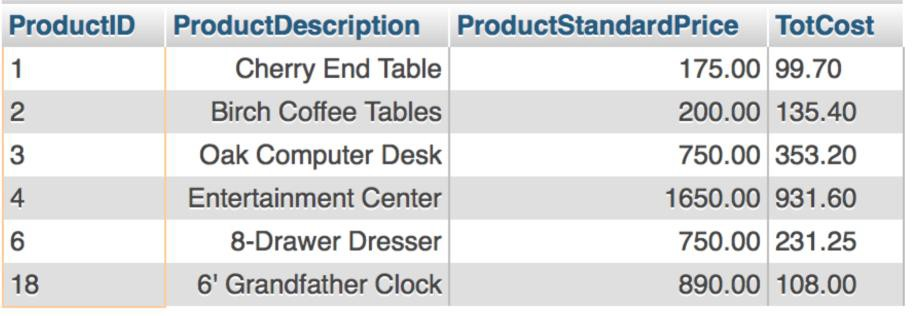 ProductID ProductDescription ProductStandardPrice TotCost
1 Cherry End Table 175.00 99.70
2 Birch Coffee Tables 200.00 135.40
3 Oak Computer Desk 750.00 353.20
4 Entertainment Center 1650.00 931.60
6 8-Drawer Dresser 750.00 231.25
18 6' Grandfather Clock 890.00 108.00